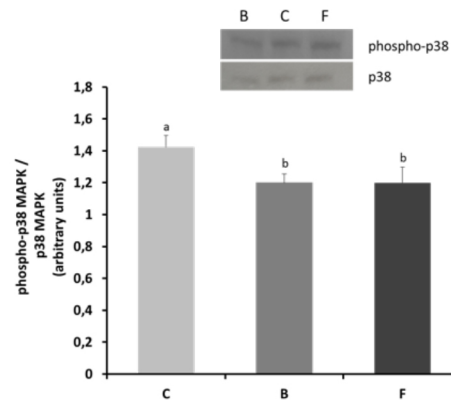 B C F
phospho-p38
p38
phospho-p38 MAPK /
p38 MAPK
(arbitrary units)
1,8
1,6
1,4
1,2
1
0,8
0,6
0,4
0,2
0
a
b
b
C B F